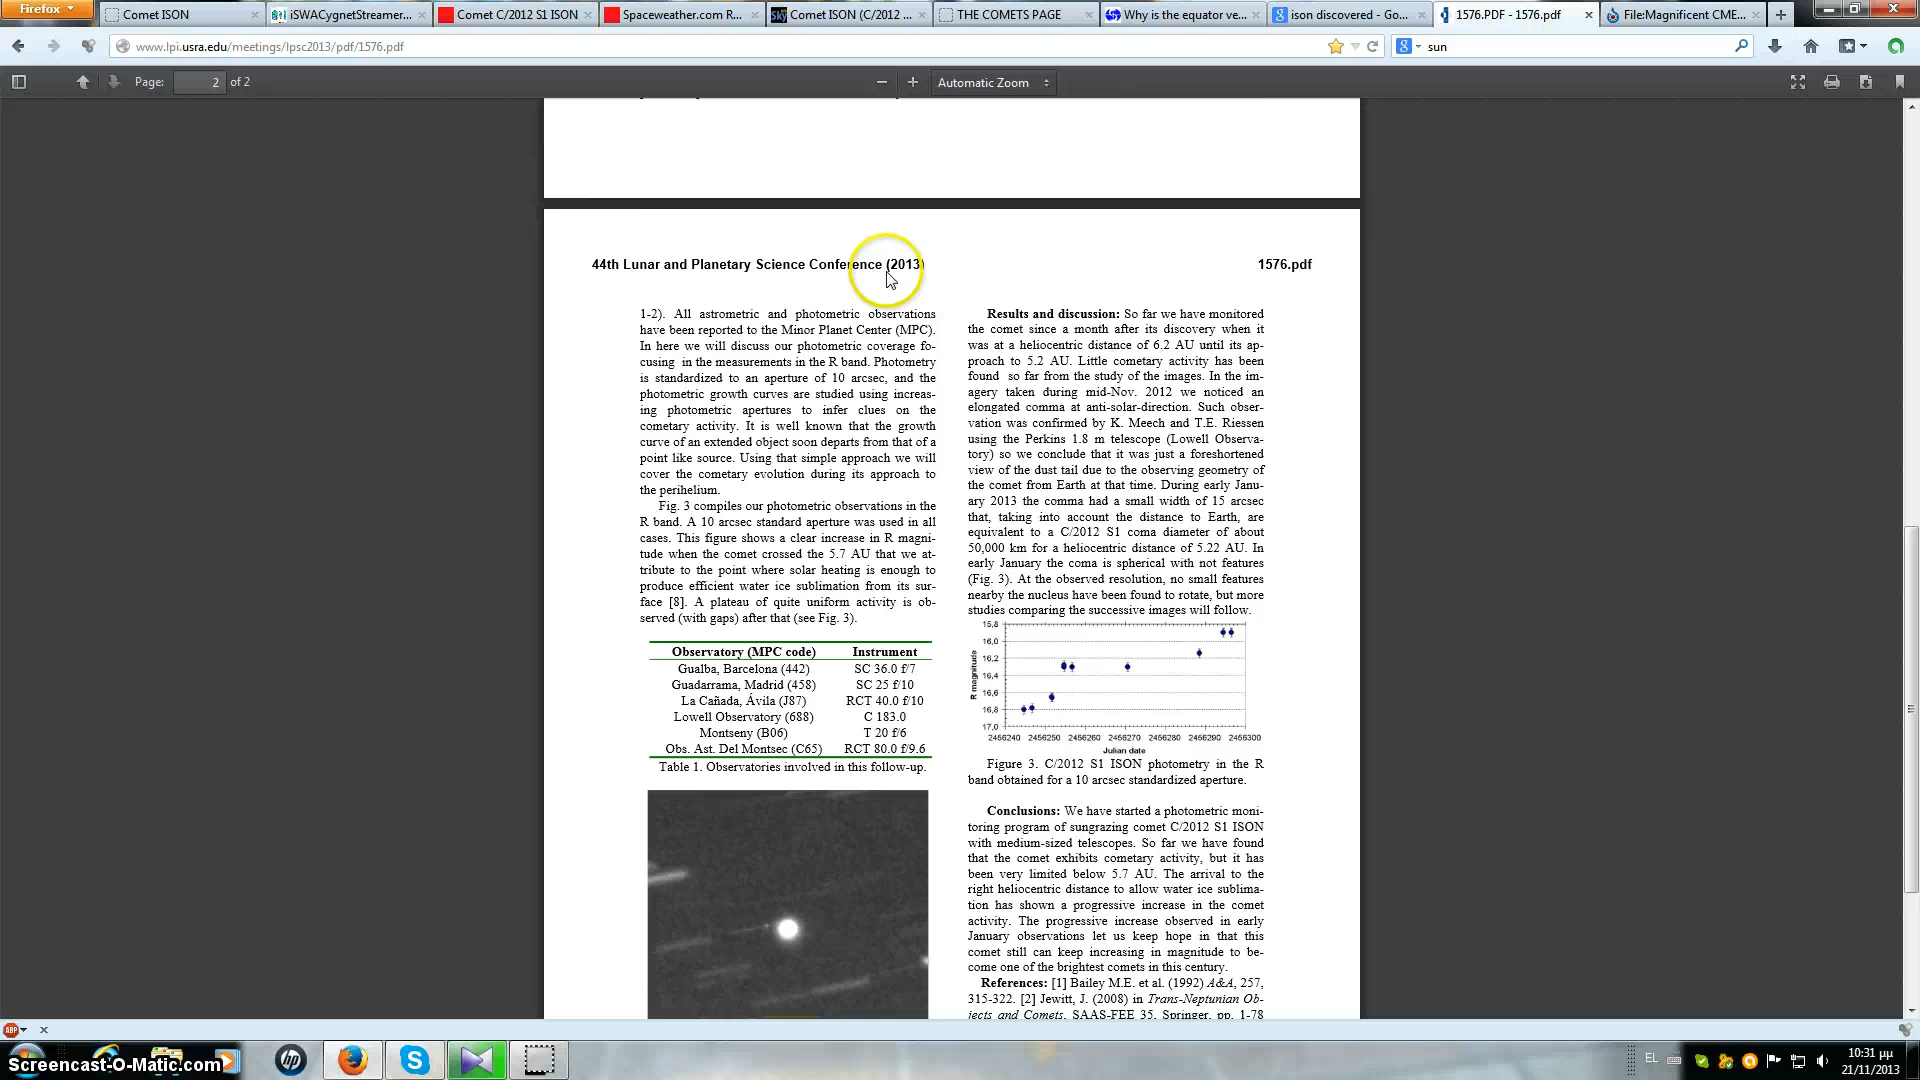 Firefox
Comet ISON
iSWACygnetStreamer...
Comet C/2012 S1 ISON
Spaceweather.com R...
Comet ISON (C/2012 ...
THE COMETS PAGE
Why is the equator ve...
ison discovered - Go...
1576.PDF - 1576.pdf
File:Magnificent CME...
www.lpi.usra.edu/meetings/lpsc2013/pdf/1576.pdf
sun
Page: 2 of 2
Automatic Zoom
44th Lunar and Planetary Science Conference (2013)
1576.pdf
1-2). All astrometric and photometric observations
have been reported to the Minor Planet Center (MPC).
In here we will discuss our photometric coverage fo-
cusing in the measurements in the R band. Photometry
is standardized to an aperture of 10 arcsec, and the
photometric growth curves are studied using increas-
ing photometric apertures to infer clues on the
cometary activity. It is well known that the growth
curve of an extended object soon departs from that of a
point like source. Using that simple approach we will
cover the cometary evolution during its approach to
the perihelium.
Fig. 3 compiles our photometric observations in the
R band. A 10 arcsec standard aperture was used in all
cases. This figure shows a clear increase in R magni-
tude when the comet crossed the 5.7 AU that we at-
tribute to the point where solar heating is enough to
produce efficient water ice sublimation from its sur-
face [8]. A plateau of quite uniform activity is ob-
served (with gaps) after that (see Fig. 3).
Observatory (MPC code) Instrument
Gualba, Barcelona (442) SC 36.0 f/7
Guadarrama, Madrid (458) SC 25 f/10
La Cañada, Ávila (J87) RCT 40.0 f/10
Lowell Observatory (688) C 183.0
Montseny (B06) T 20 f/6
Obs. Ast. Del Montsec (C65) RCT 80.0 f/9.6
Table 1. Observatories involved in this follow-up.
Results and discussion: So far we have monitored
the comet since a month after its discovery when it
was at a heliocentric distance of 6.2 AU until its ap-
proach to 5.2 AU. Little cometary activity has been
found so far from the study of the images. In the im-
agery taken during mid-Nov. 2012 we noticed an
elongated comma at anti-solar-direction. Such obser-
vation was confirmed by K. Meech and T.E. Riessen
using the Perkins 1.8 m telescope (Lowell Observa-
tory) so we conclude that it was just a foreshortened
view of the dust tail due to the observing geometry of
the comet from Earth at that time. During early Janu-
ary 2013 the comma had a small width of 15 arcsec
that, taking into account the distance to Earth, are
equivalent to a C/2012 S1 coma diameter of about
50,000 km for a heliocentric distance of 5.22 AU. In
early January the coma is spherical with not features
(Fig. 3). At the observed resolution, no small features
nearby the nucleus have been found to rotate, but more
studies comparing the successive images will follow.
15,8
16,0
16,2
16,4
16,6
16,8
17,0
R magnitude
2456240 2456250 2456260 2456270 2456280 2456290 2456300
Julian date
Figure 3. C/2012 S1 ISON photometry in the R
band obtained for a 10 arcsec standardized aperture.
Conclusions: We have started a photometric moni-
toring program of sungrazing comet C/2012 S1 ISON
with medium-sized telescopes. So far we have found
that the comet exhibits cometary activity, but it has
been very limited below 5.7 AU. The arrival to the
right heliocentric distance to allow water ice sublima-
tion has shown a progressive increase in the comet
activity. The progressive increase observed in early
January observations let us keep hope in that this
comet still can keep increasing in magnitude to be-
come one of the brightest comets in this century.
References: [1] Bailey M.E. et al. (1992) A&A, 257,
315-322. [2] Jewitt, J. (2008) in Trans-Neptunian Ob-
jects and Comets, SAAS-FEE 35, Springer, pp. 1-78
ABP
Screencast-O-Matic.com
EL
10:31 μμ
21/11/2013